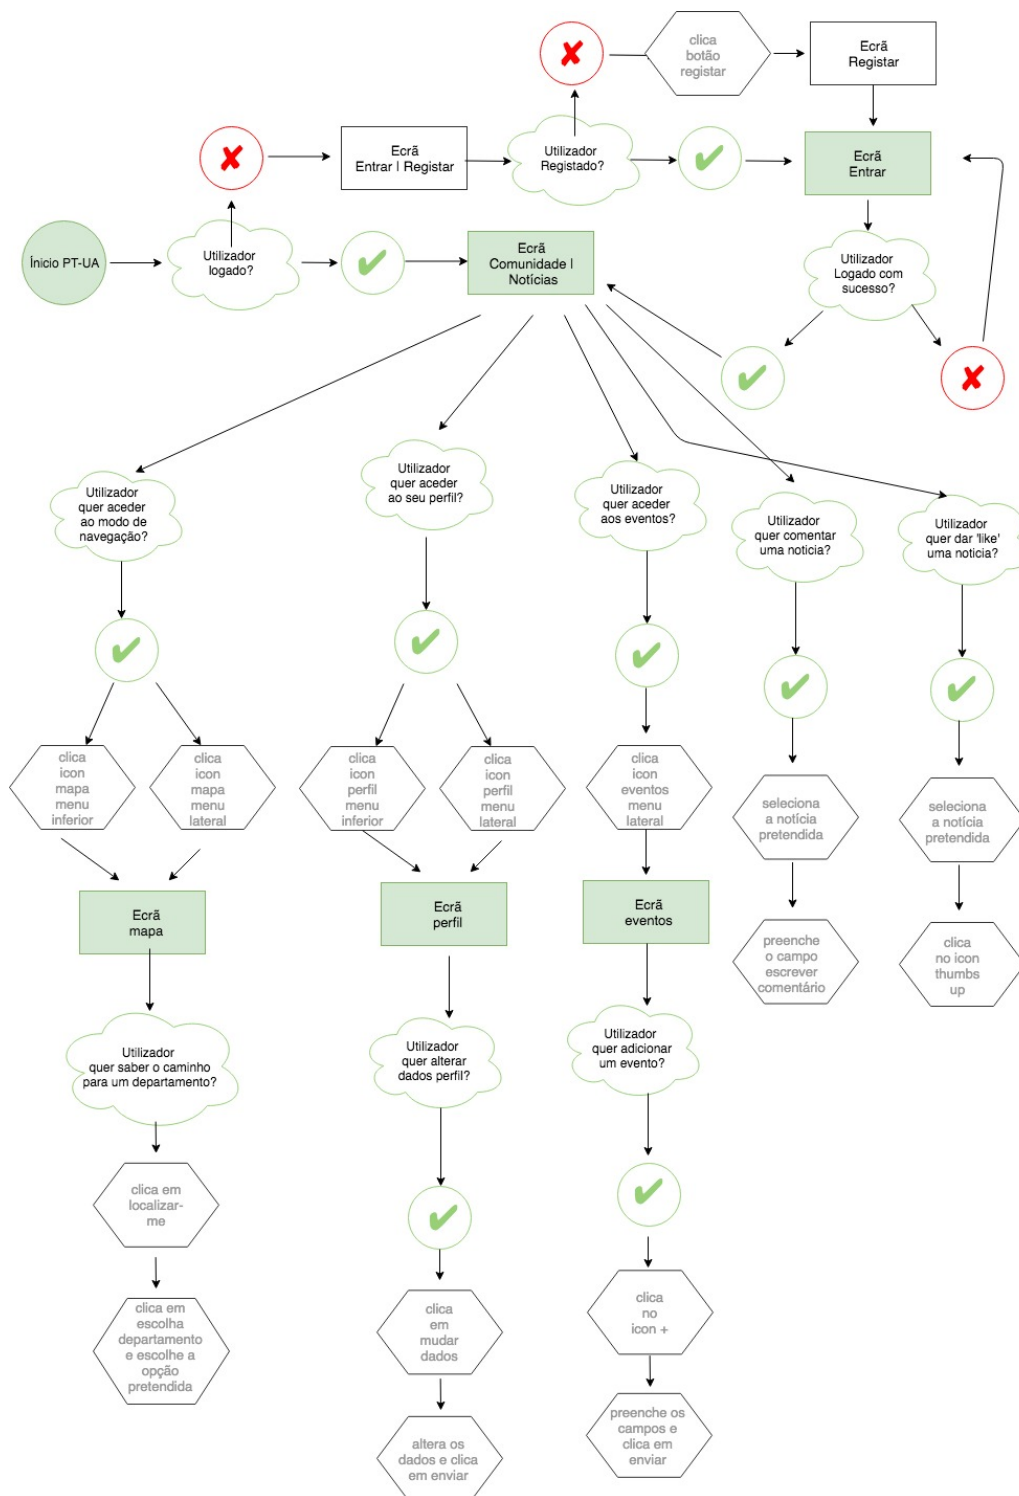 clica
botão
registar
Ecrã
Registar
Ecrã
Entrar | Registar
Utilizador
Registado?
Ecrã
Entrar
Ínicio PT-UA
Utilizador
logado?
Ecrã
Comunidade |
Notícias
Utilizador
Logado com
sucesso?
Utilizador
quer aceder
ao modo de
navegação?
Utilizador
quer aceder
ao seu perfil?
Utilizador
quer aceder
aos eventos?
Utilizador
quer comentar
uma noticia?
Utilizador
quer dar 'like'
uma noticia?
clica
icon
mapa
menu
inferior
clica
icon
mapa
menu
lateral
clica
icon
perfil
menu
inferior
clica
icon
perfil
menu
lateral
clica
icon
eventos
menu
lateral
seleciona
a notícia
pretendida
seleciona
a notícia
pretendida
Ecrã
mapa
Ecrã
perfil
Ecrã
eventos
preenche
o campo
escrever
comentário
clica
no icon
thumbs
up
Utilizador
quer saber o caminho
para um departamento?
Utilizador
quer alterar
dados perfil?
Utilizador
quer adicionar
um evento?
clica em
localizar-
me
clica em
escolha
departamento
e escolhe a
opção
pretendida
clica
em
mudar
dados
clica
no
icon +
altera os
dados e clica
em enviar
preenche os
campos e
clica em
enviar